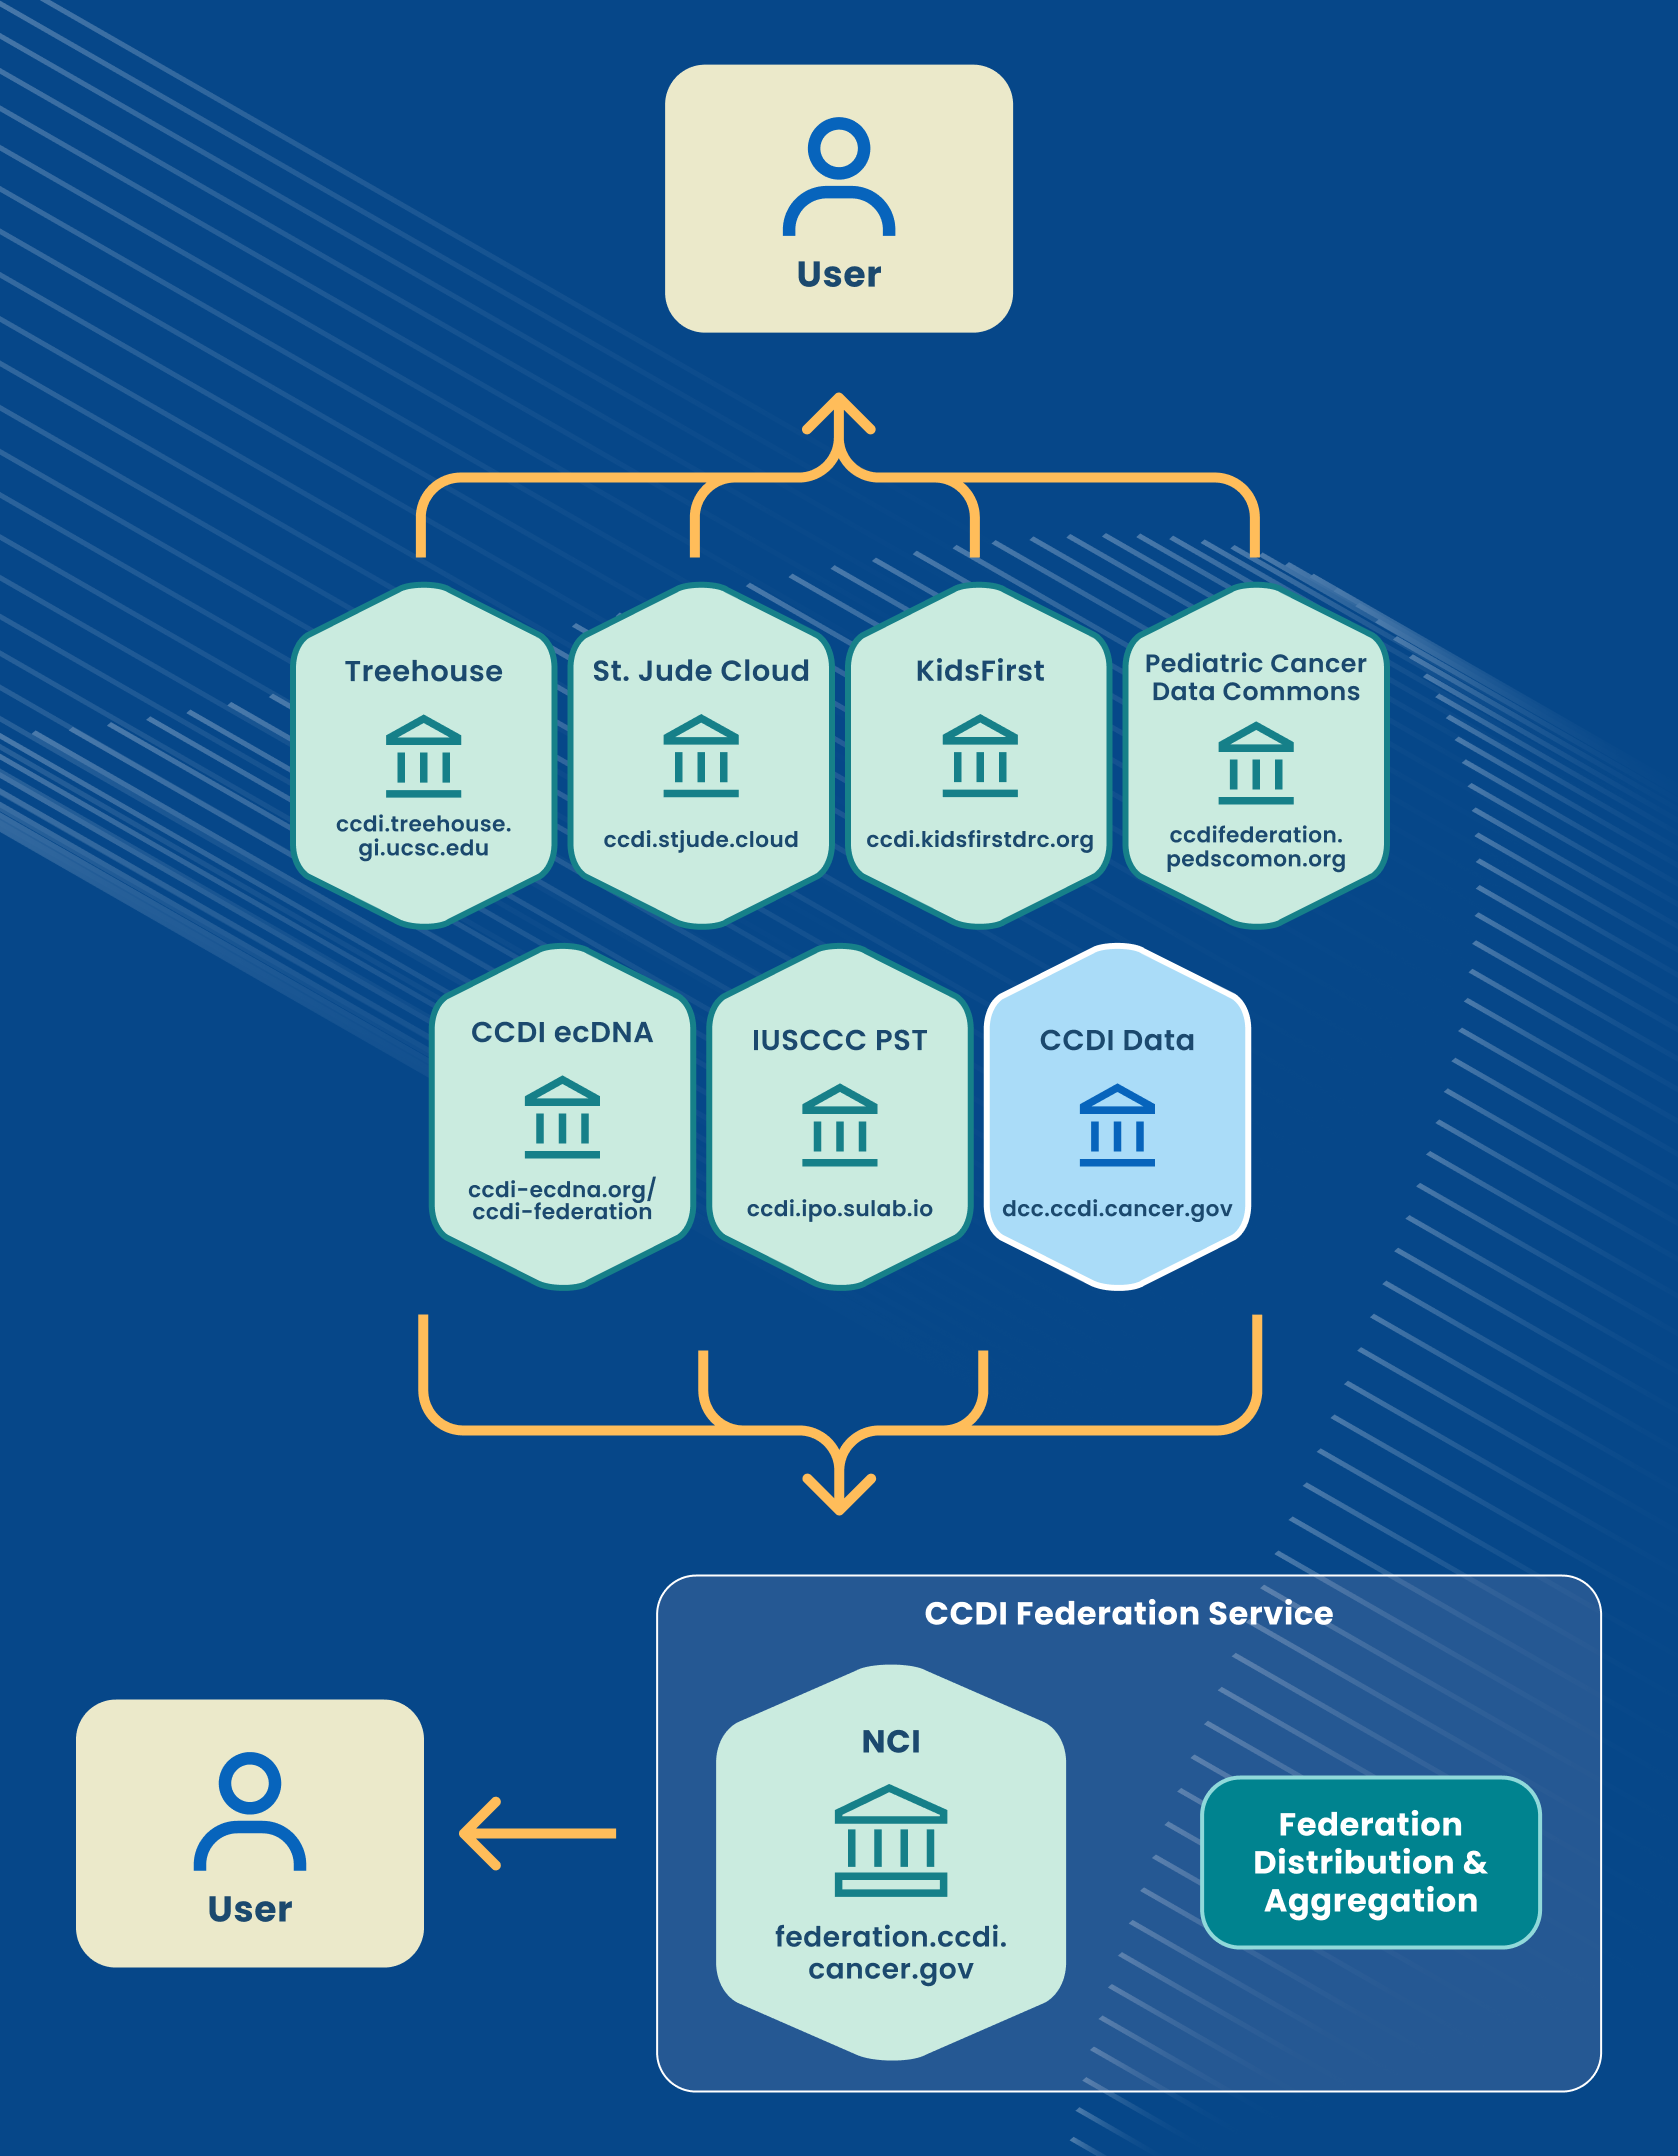 User
Treehouse
ccdi.treehouse.
gi.ucsc.edu
St. Jude Cloud
ccdi.stjude.cloud
KidsFirst
ccdi.kidsfirstdrc.org
Pediatric Cancer
Data Commons
ccdifederation.
pedscomon.org
CCDI ecDNA
ccdi-ecdna.org/
ccdi-federation
IUSCCC PST
ccdi.ipo.sulab.io
CCDI Data
dcc.ccdi.cancer.gov
CCDI Federation Service
User
NCI
federation.ccdi.
cancer.gov
Federation
Distribution &
Aggregation